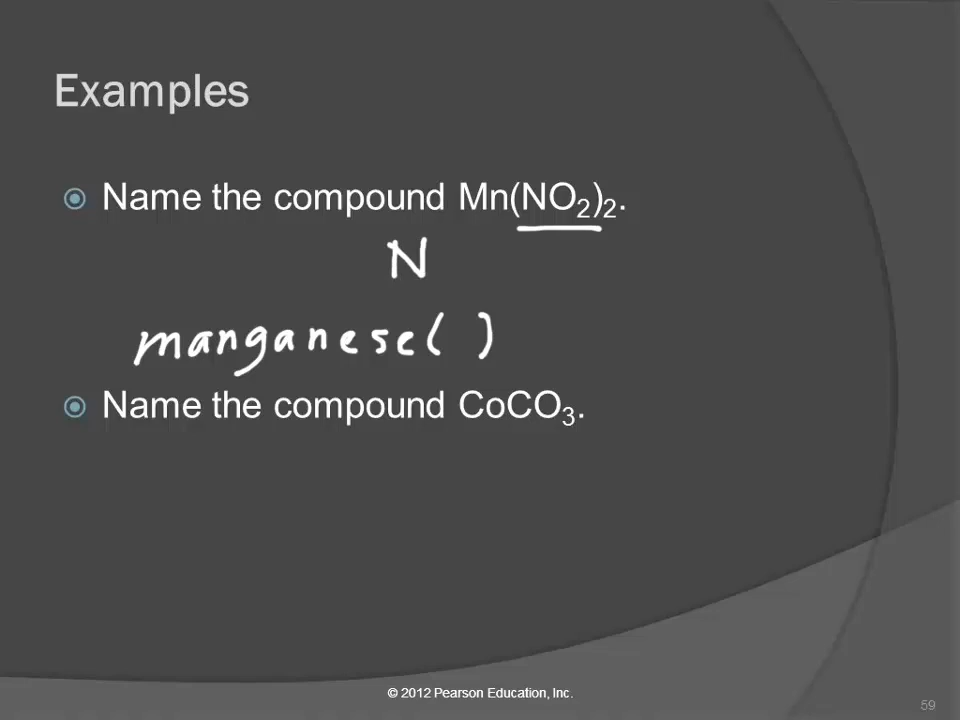 Examples
Name the compound Mn(NO₂)₂.
N
manganese( )
Name the compound CoCO₃.
© 2012 Pearson Education, Inc.
59